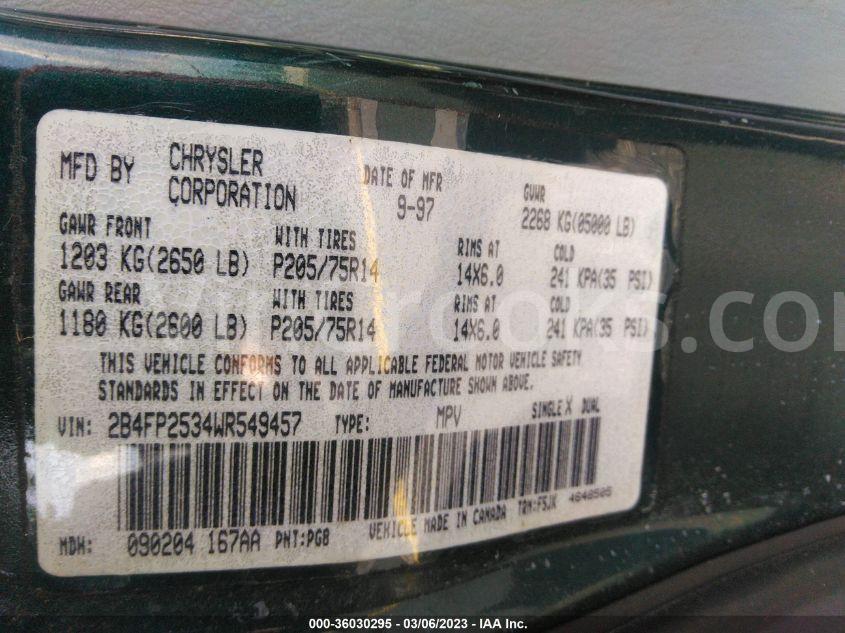 MFD BY CHRYSLER CORPORATION DATE OF MFR 9-97 GVWR 2268 KG(05000 LB)
GAWR FRONT WITH TIRES RIMS AT COLD
1203 KG(2650 LB) P205/75R14 14X6.0 241 KPA(35 PSI)
GAWR REAR WITH TIRES RIMS AT COLD
1180 KG(2600 LB) P205/75R14 14X6.0 241 KPA(35 PSI)
THIS VEHICLE CONFORMS TO ALL APPLICABLE FEDERAL MOTOR VEHICLE SAFETY
STANDARDS IN EFFECT ON THE DATE OF MANUFACTURE SHOWN ABOVE.
VIN: 2B4FP2534WR549457 TYPE: MPV SINGLE X DUAL
MDH: 090204 167AA PNT:PG8 VEHICLE MADE IN CANADA TRM:F5JK 4648505
000-36030295 - 03/06/2023 - IAA Inc.